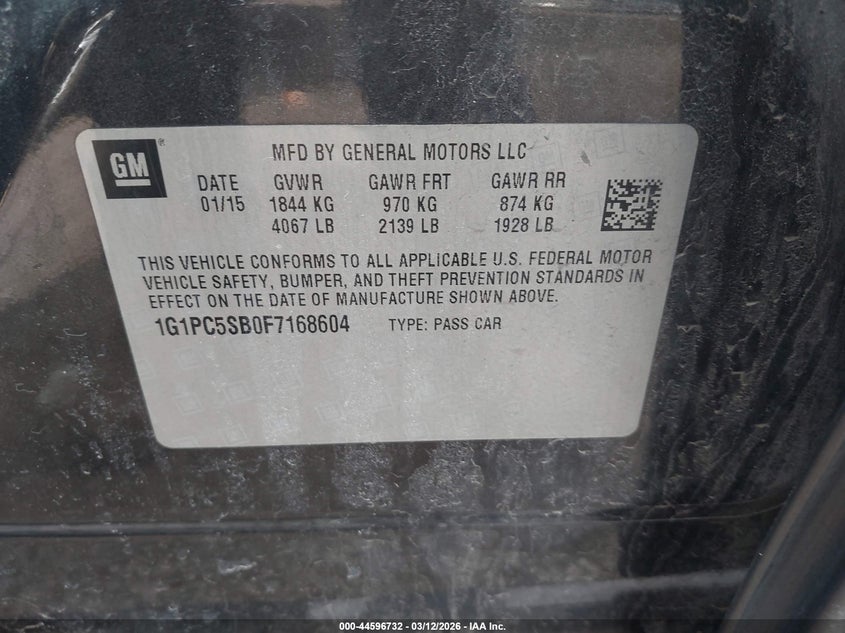 GM
MFD BY GENERAL MOTORS LLC
DATE GVWR GAWR FRT GAWR RR
01/15 1844 KG 970 KG 874 KG
4067 LB 2139 LB 1928 LB
THIS VEHICLE CONFORMS TO ALL APPLICABLE U.S. FEDERAL MOTOR
VEHICLE SAFETY, BUMPER, AND THEFT PREVENTION STANDARDS IN
EFFECT ON THE DATE OF MANUFACTURE SHOWN ABOVE.
1G1PC5SB0F7168604 TYPE: PASS CAR
000-44596732 - 03/12/2026 - IAA Inc.